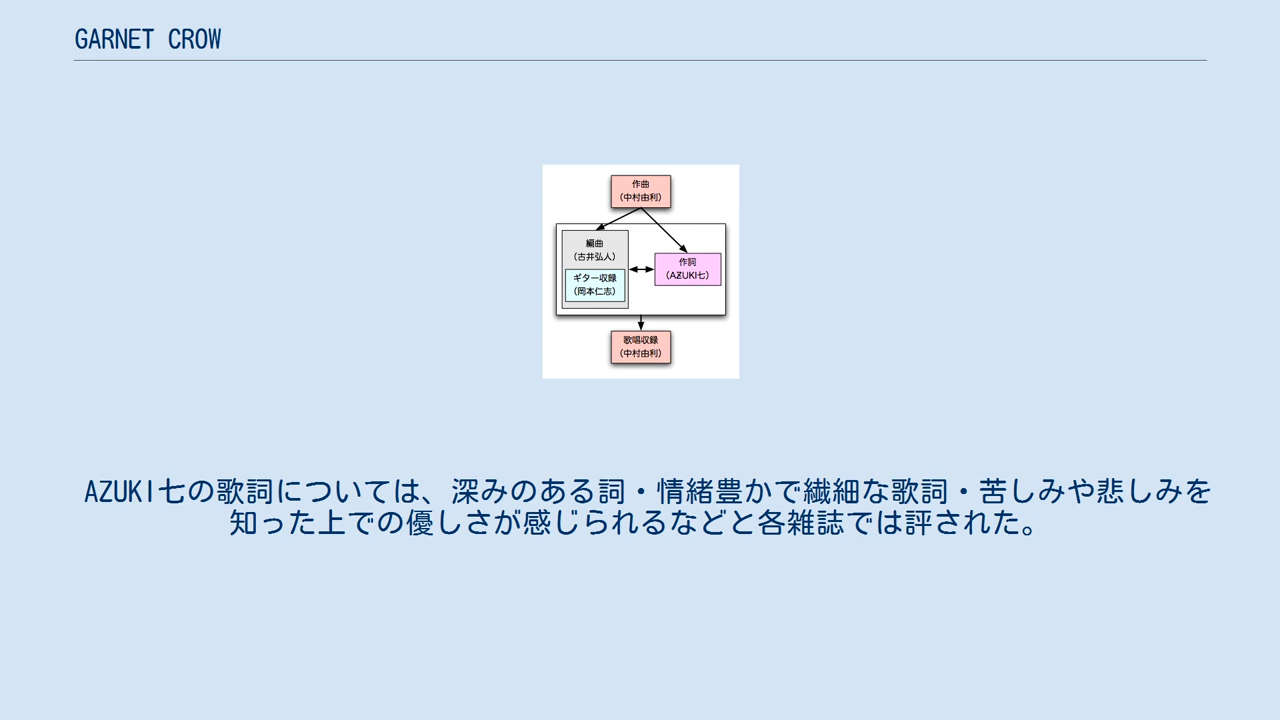 GARNET CROW
作曲
(中村由利)
編曲
(古井弘人)
ギター収録
(岡本仁志)
作詞
(AZUKI七)
歌唱収録
(中村由利)
AZUKI七の歌詞については、深みのある詞・情緒豊かで繊細な歌詞・苦しみや悲しみを
知った上での優しさが感じられるなどと各雑誌では評された。